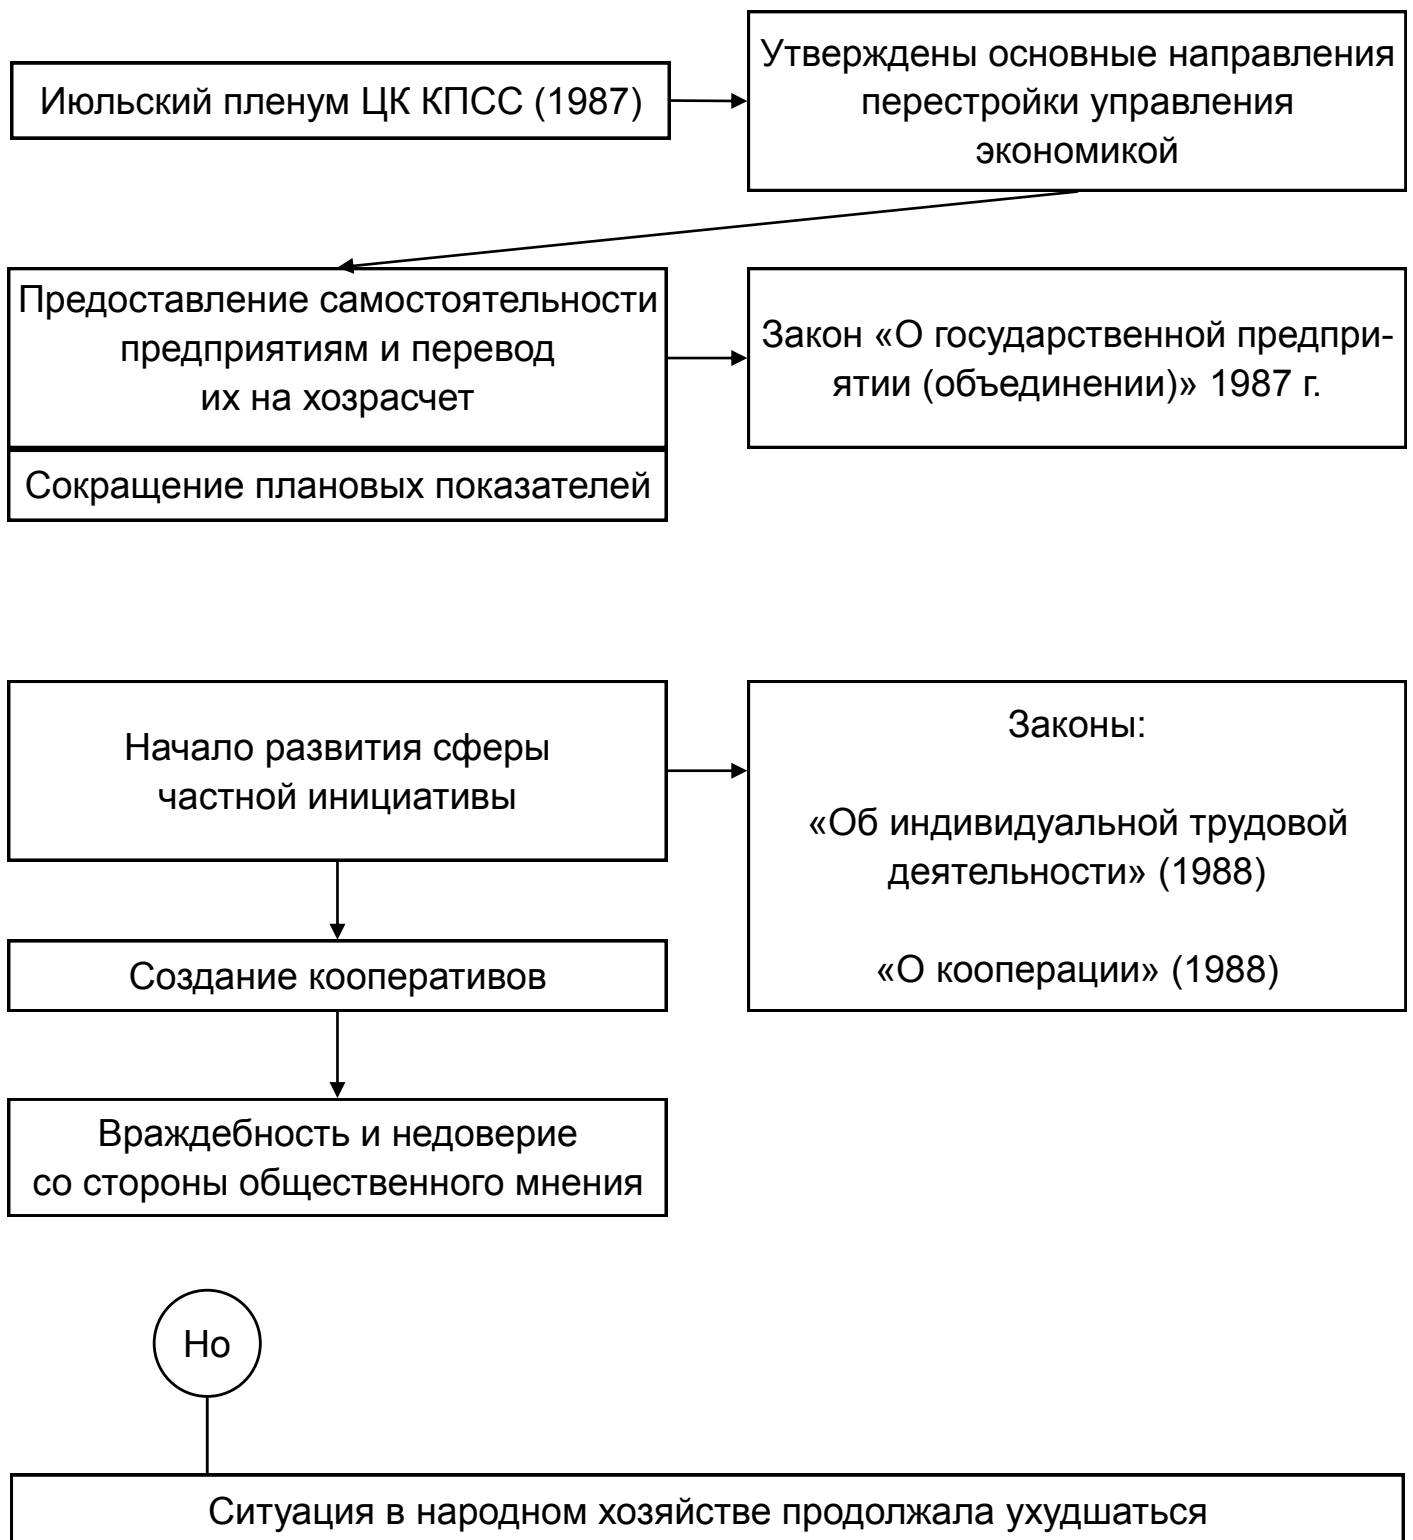 Июльский пленум ЦК КПСС (1987)
Утверждены основные направления
перестройки управления
экономикой
Предоставление самостоятельности
предприятиям и перевод
их на хозрасчет
Закон «О государственной предпри-
ятии (объединении)» 1987 г.
Сокращение плановых показателей
Начало развития сферы
частной инициативы
Законы:
«Об индивидуальной трудовой
деятельности» (1988)
«О кооперации» (1988)
Создание кооперативов
Враждебность и недоверие
со стороны общественного мнения
Но
Ситуация в народном хозяйстве продолжала ухудшаться